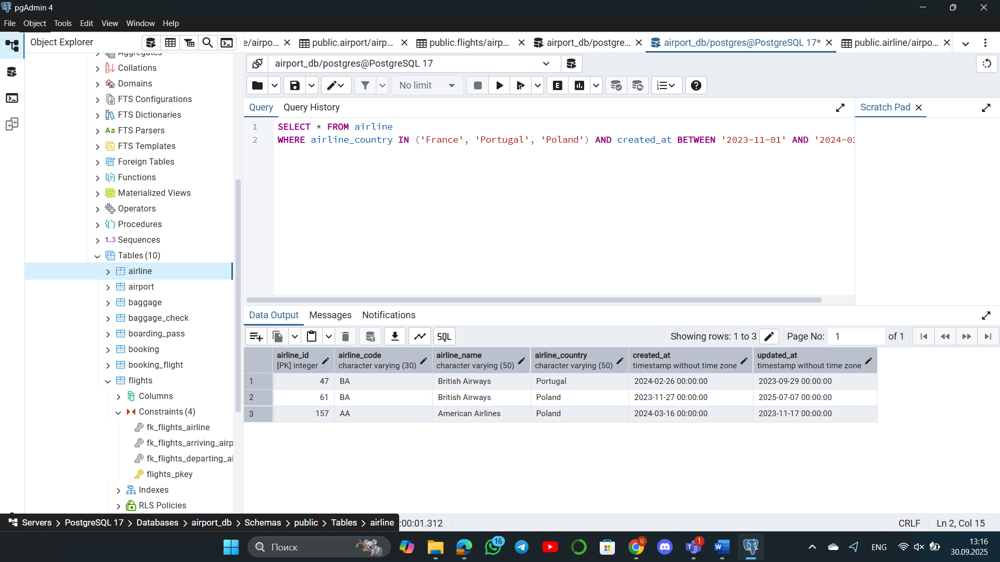 pgAdmin 4
File Object Tools Edit View Window Help
Object Explorer
e/airpo...
public.airport/airp...
public.flights/airp...
airport_db/postgre...
airport_db/postgres@PostgreSQL 17*
public.airline/airpo...
airport_db/postgres@PostgreSQL 17
No limit
E
Query Query History
Scratch Pad
1 SELECT * FROM airline
2 WHERE airline_country IN ('France', 'Portugal', 'Poland') AND created_at BETWEEN '2023-11-01' AND '2024-03
Aggregates
Collations
Domains
FTS Configurations
FTS Dictionaries
Aa FTS Parsers
FTS Templates
Foreign Tables
Functions
Materialized Views
Operators
Procedures
1..3 Sequences
Tables (10)
airline
airport
baggage
baggage_check
boarding_pass
booking
booking_flight
flights
Columns
Constraints (4)
fk_flights_airline
fk_flights_arriving_airp
fk_flights_departing_ai
flights_pkey
Indexes
RLS Policies
Data Output Messages Notifications
SQL
Showing rows: 1 to 3 Page No: 1 of 1
airline_id [PK] integer
airline_code character varying (30)
airline_name character varying (50)
airline_country character varying (50)
created_at timestamp without time zone
updated_at timestamp without time zone
1 47 BA British Airways Portugal 2024-02-26 00:00:00 2023-09-29 00:00:00
2 61 BA British Airways Poland 2023-11-27 00:00:00 2025-07-07 00:00:00
3 157 AA American Airlines Poland 2024-03-16 00:00:00 2023-11-17 00:00:00
Servers > PostgreSQL 17 > Databases > airport_db > Schemas > public > Tables > airline
:00:01.312
CRLF Ln 2, Col 15
Поиск
16
G
1
ENG
13:16
30.09.2025